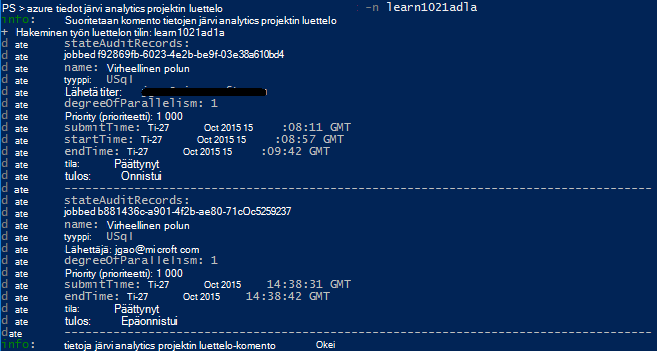 PS > azure tiedot järvi analytics projektin luettelo -n learn1021adla
info: Suoritetaan komento tietojen järvi analytics projektin luettelo
+ Hakeminen työn luettelon tilin: learn1021ad1a
d ate stateAuditRecords:
d ate jobbed f92869fb-6023-4e2b-be9f-03e38a610bd4
d ate name: Virheellinen polun
d ate tyyppi: USql
d ate Lähetä titer:
d ate degreeOfParallelism: 1
d ate Priority (prioriteetti): 1 000
d ate submitTime: Ti-27 Oct 2015 15 :08:11 GMT
d ate startTime: Ti-27 Oct 2015 15 :08:57 GMT
d ate endTime: Ti-27 Oct 2015 15 :09:42 GMT
d ate tila: Päättynyt
d ate tulos: Onnistui
d ate --------------------------------------------------------------------------------
d ate stateAuditRecords:
d ate jobbed b881436c-a901-4f2b-ae80-71cOc5259237
d ate name: Virheellinen polun
d ate tyyppi: USql
d ate Lähettäjä: jgao@microft com
d ate degreeOfParallelism: 1
d ate Priority (prioriteetti): 1 000
d ate submitTime: Ti-27 Oct 2015 14:38:31 GMT
d ate endTime: Ti-27 Oct 2015 14:38:42 GMT
d ate tila: Päättynyt
d ate tulos: Epäonnistui
d ate --------------------------------------------------------------------------------
info: tietoja järvi analytics projektin luettelo-komento Okei